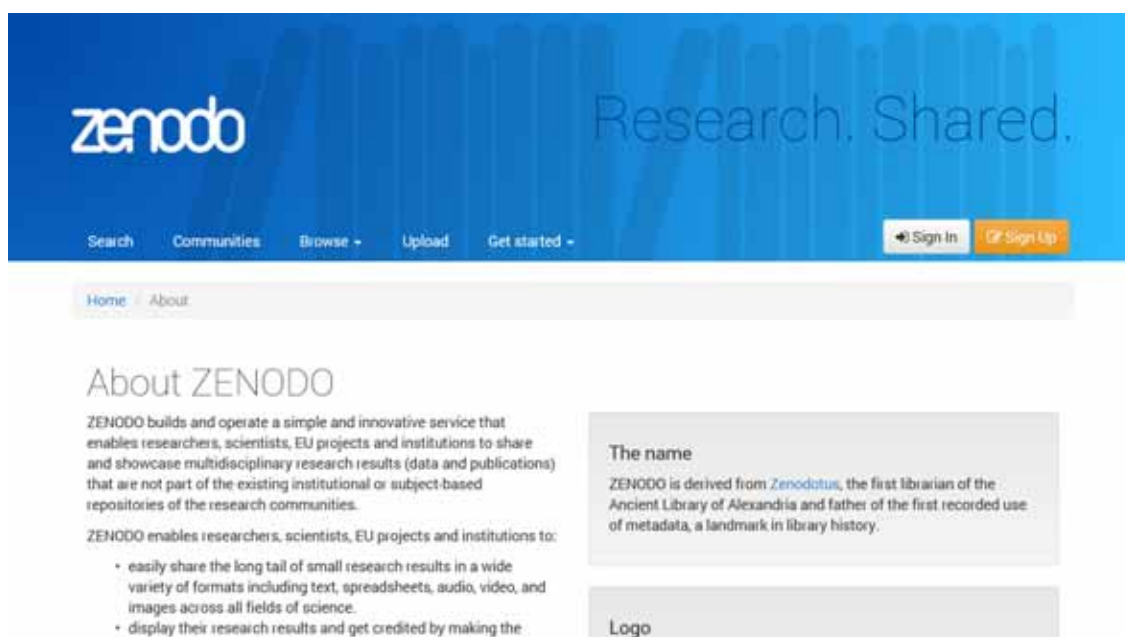 zenodo
Research. Shared.
Search Communities Browse Upload Get started
Sign In Sign Up
Home / About
About ZENODO
ZENODO builds and operate a simple and innovative service that
enables researchers, scientists, EU projects and institutions to share
and showcase multidisciplinary research results (data and publications)
that are not part of the existing institutional or subject-based
repositories of the research communities.
ZENODO enables researchers, scientists, EU projects and institutions to:
• easily share the long tail of small research results in a wide
variety of formats including text, spreadsheets, audio, video, and
images across all fields of science.
• display their research results and get credited by making the
The name
ZENODO is derived from Zenodotus, the first librarian of the
Ancient Library of Alexandria and father of the first recorded use
of metadata, a landmark in library history.
Logo